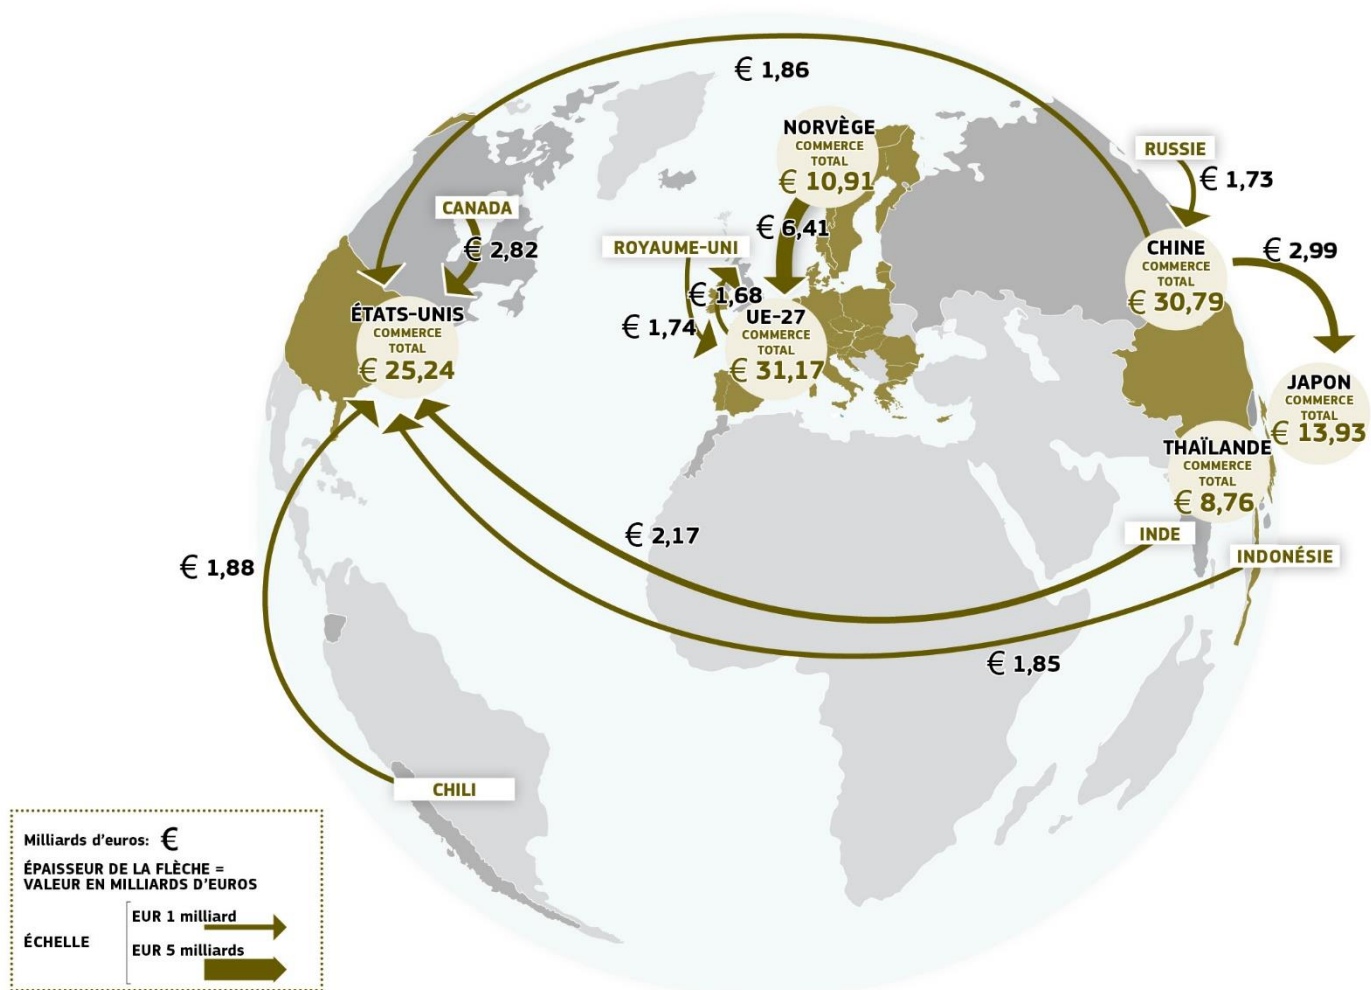 € 1,86
NORVÈGE
COMMERCE
TOTAL
€ 10,91
RUSSIE
€ 1,73
CANADA
€ 2,82
ROYAUME-UNI
€ 6,41
CHINE
COMMERCE
TOTAL
€ 30,79
€ 2,99
€ 1,68
€ 1,74
ÉTATS-UNIS
COMMERCE
TOTAL
€ 25,24
UE-27
COMMERCE
TOTAL
€ 31,17
JAPON
COMMERCE
TOTAL
€ 13,93
THAÏLANDE
COMMERCE
TOTAL
€ 8,76
€ 2,17
INDE
INDONÉSIE
€ 1,88
€ 1,85
CHILI
Milliards d'euros: €
ÉPAISSEUR DE LA FLÈCHE =
VALEUR EN MILLIARDS D'EUROS
ÉCHELLE
EUR 1 milliard
EUR 5 milliards